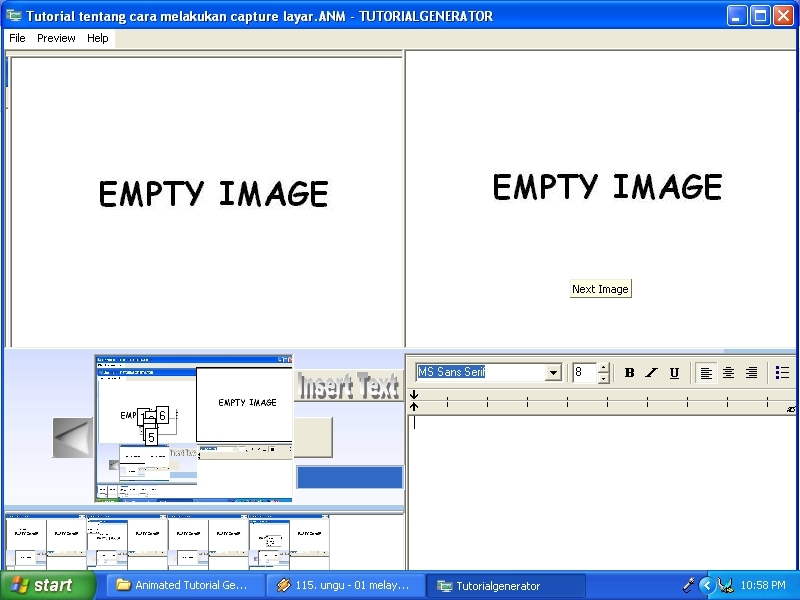 Tutorial tentang cara melakukan capture layar.ANM - TUTORIALGENERATOR
File Preview Help
EMPTY IMAGE
EMPTY IMAGE
Next Image
MS Sans Serif 8 B I U
Insert Text
EMPTY IMAGE
6
5
start Animated Tutorial Ge... 115. ungu - 01 melay... Tutorialgenerator 10:58 PM